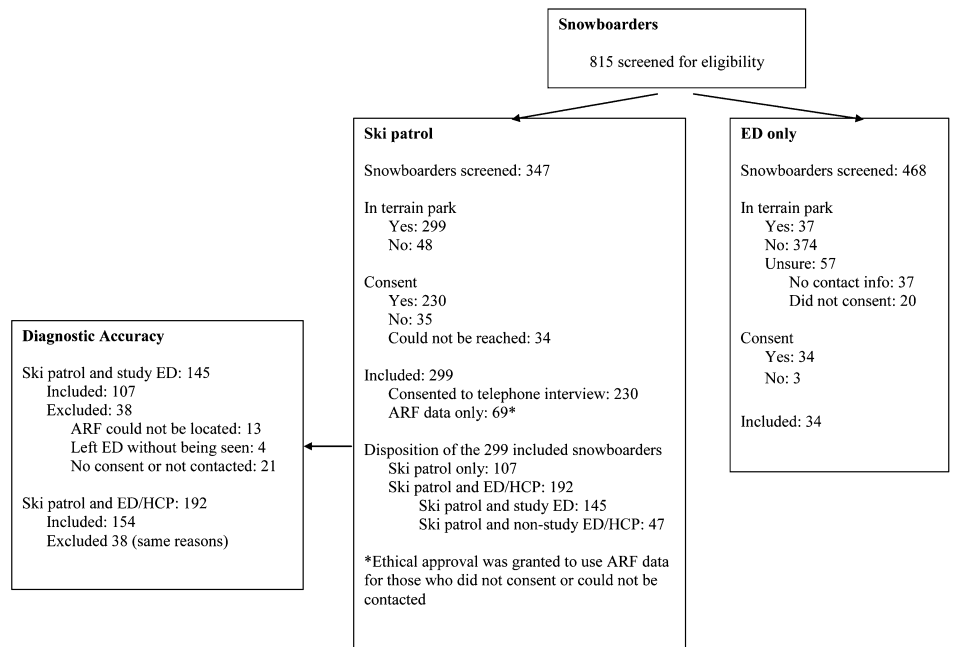 Snowboarders
815 screened for eligibility
Ski patrol
Snowboarders screened: 347
In terrain park
Yes: 299
No: 48
Consent
Yes: 230
No: 35
Could not be reached: 34
Included: 299
Consented to telephone interview: 230
ARF data only: 69*
Disposition of the 299 included snowboarders
Ski patrol only: 107
Ski patrol and ED/HCP: 192
Ski patrol and study ED: 145
Ski patrol and non-study ED/HCP: 47
*Ethical approval was granted to use ARF data
for those who did not consent or could not be
contacted
ED only
Snowboarders screened: 468
In terrain park
Yes: 37
No: 374
Unsure: 57
No contact info: 37
Did not consent: 20
Consent
Yes: 34
No: 3
Included: 34
Diagnostic Accuracy
Ski patrol and study ED: 145
Included: 107
Excluded: 38
ARF could not be located: 13
Left ED without being seen: 4
No consent or not contacted: 21
Ski patrol and ED/HCP: 192
Included: 154
Excluded 38 (same reasons)